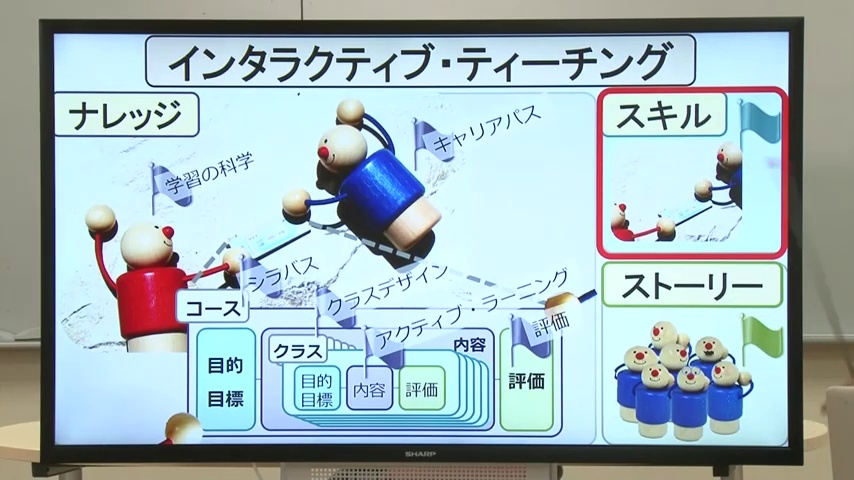 インタラクティブ・ティーチング
ナレッジ
スキル
キャリアパス
学習の科学
シラバス
クラスデザイン
アクティブ・ラーニング
評価
ストーリー
コース
クラス
内容
目的
目標
目的
目標
内容
評価
評価
SHARP